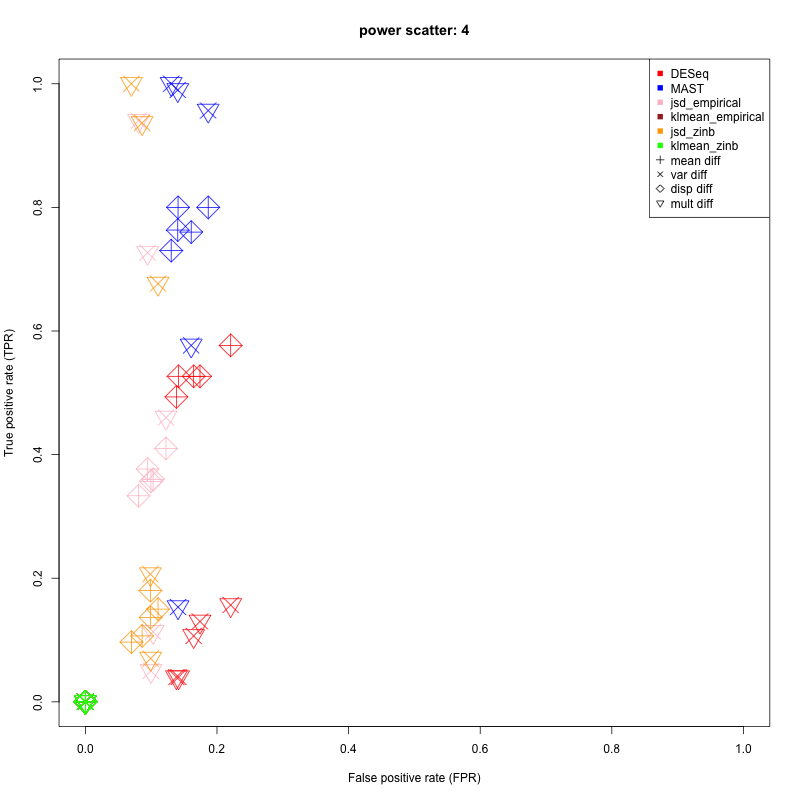 power scatter: 4
DESeq
MAST
jsd_empirical
klmean_empirical
jsd_zinb
klmean_zinb
mean diff
var diff
disp diff
mult diff
True positive rate (TPR)
1.0
0.8
0.6
0.4
0.2
0.0
0.0 0.2 0.4 0.6 0.8 1.0
False positive rate (FPR)